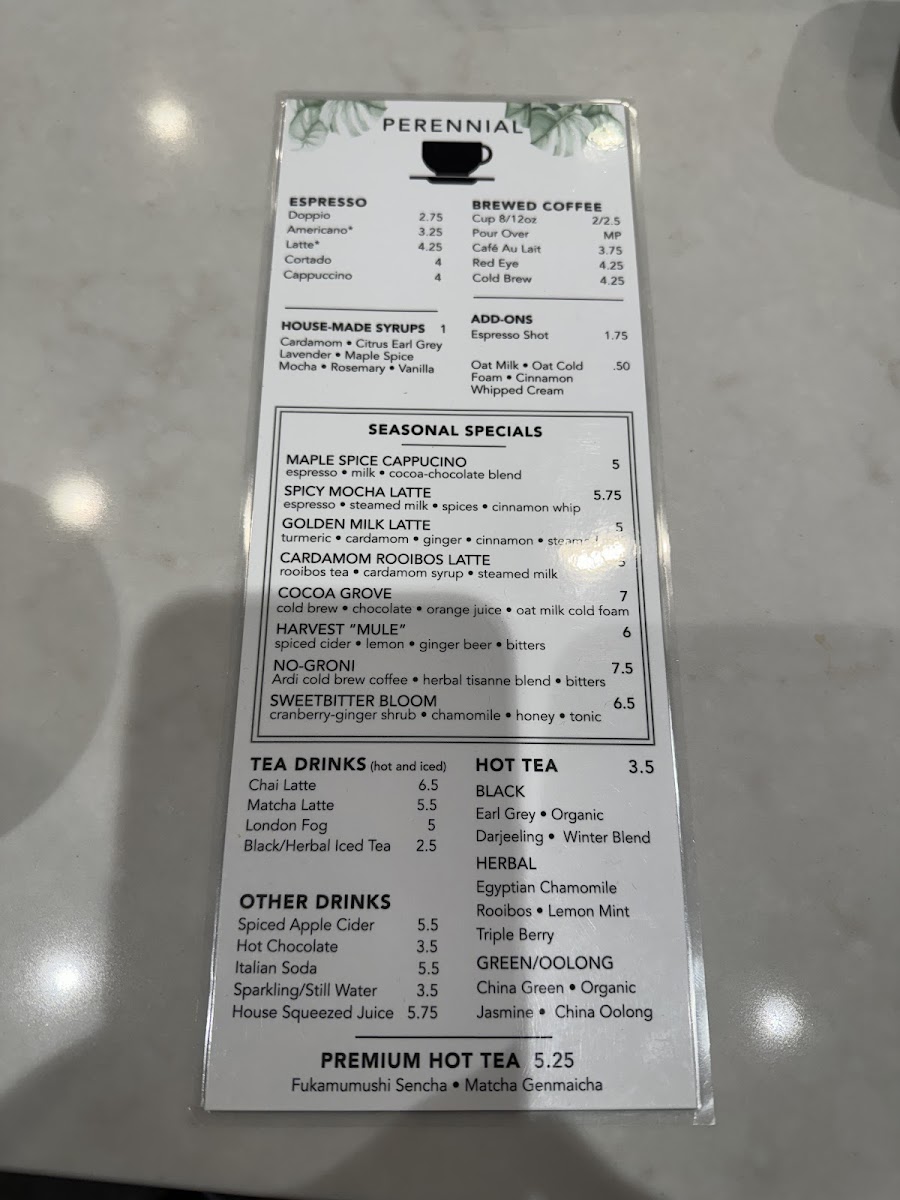 PERENNIAL
ESPRESSO
Doppio 2.75
Americano* 3.25
Latte* 4.25
Cortado 4
Cappuccino 4
BREWED COFFEE
Cup 8/12oz 2/2.5
Pour Over MP
Café Au Lait 3.75
Red Eye 4.25
Cold Brew 4.25
HOUSE-MADE SYRUPS 1
Cardamom • Citrus Earl Grey
Lavender • Maple Spice
Mocha • Rosemary • Vanilla
ADD-ONS
Espresso Shot 1.75
Oat Milk • Oat Cold .50
Foam • Cinnamon
Whipped Cream
SEASONAL SPECIALS
MAPLE SPICE CAPPUCINO 5
espresso • milk • cocoa-chocolate blend
SPICY MOCHA LATTE 5.75
espresso • steamed milk • spices • cinnamon whip
GOLDEN MILK LATTE 5
turmeric • cardamom • ginger • cinnamon •
CARDAMOM ROOIBOS LATTE 5
rooibos tea • cardamom syrup • steamed milk
COCOA GROVE 7
cold brew • chocolate • orange juice • oat milk cold foam
HARVEST "MULE" 6
spiced cider • lemon • ginger beer • bitters
NO-GRONI 7.5
Ardi cold brew coffee • herbal tisanne blend • bitters
SWEETBITTER BLOOM 6.5
cranberry-ginger shrub • chamomile • honey • tonic
TEA DRINKS (hot and iced)
Chai Latte 6.5
Matcha Latte 5.5
London Fog 5
Black/Herbal Iced Tea 2.5
OTHER DRINKS
Spiced Apple Cider 5.5
Hot Chocolate 3.5
Italian Soda 5.5
Sparkling/Still Water 3.5
House Squeezed Juice 5.75
HOT TEA 3.5
BLACK
Earl Grey • Organic
Darjeeling • Winter Blend
HERBAL
Egyptian Chamomile
Rooibos • Lemon Mint
Triple Berry
GREEN/OOLONG
China Green • Organic
Jasmine • China Oolong
PREMIUM HOT TEA 5.25
Fukamumushi Sencha • Matcha Genmaicha